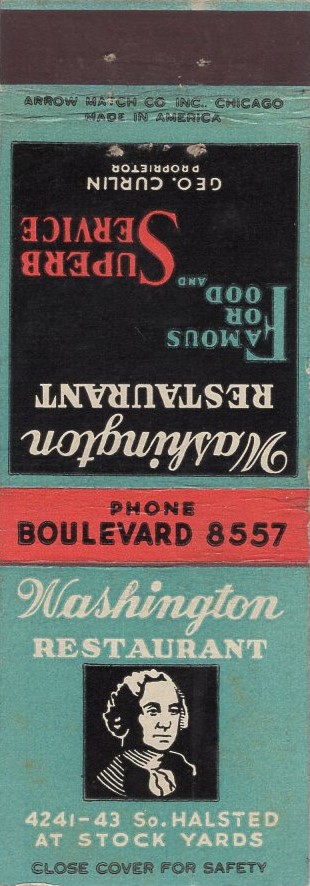 ARROW MATCH CO INC., CHICAGO
MADE IN AMERICA
Washington
RESTAURANT
FAMOUS
FOR
FOOD
AND
SUPERB
SERVICE
GEO. CURLIN
PROPRIETOR
PHONE
BOULEVARD 8557
Washington
RESTAURANT
4241-43 So. HALSTED
AT STOCK YARDS
CLOSE COVER FOR SAFETY